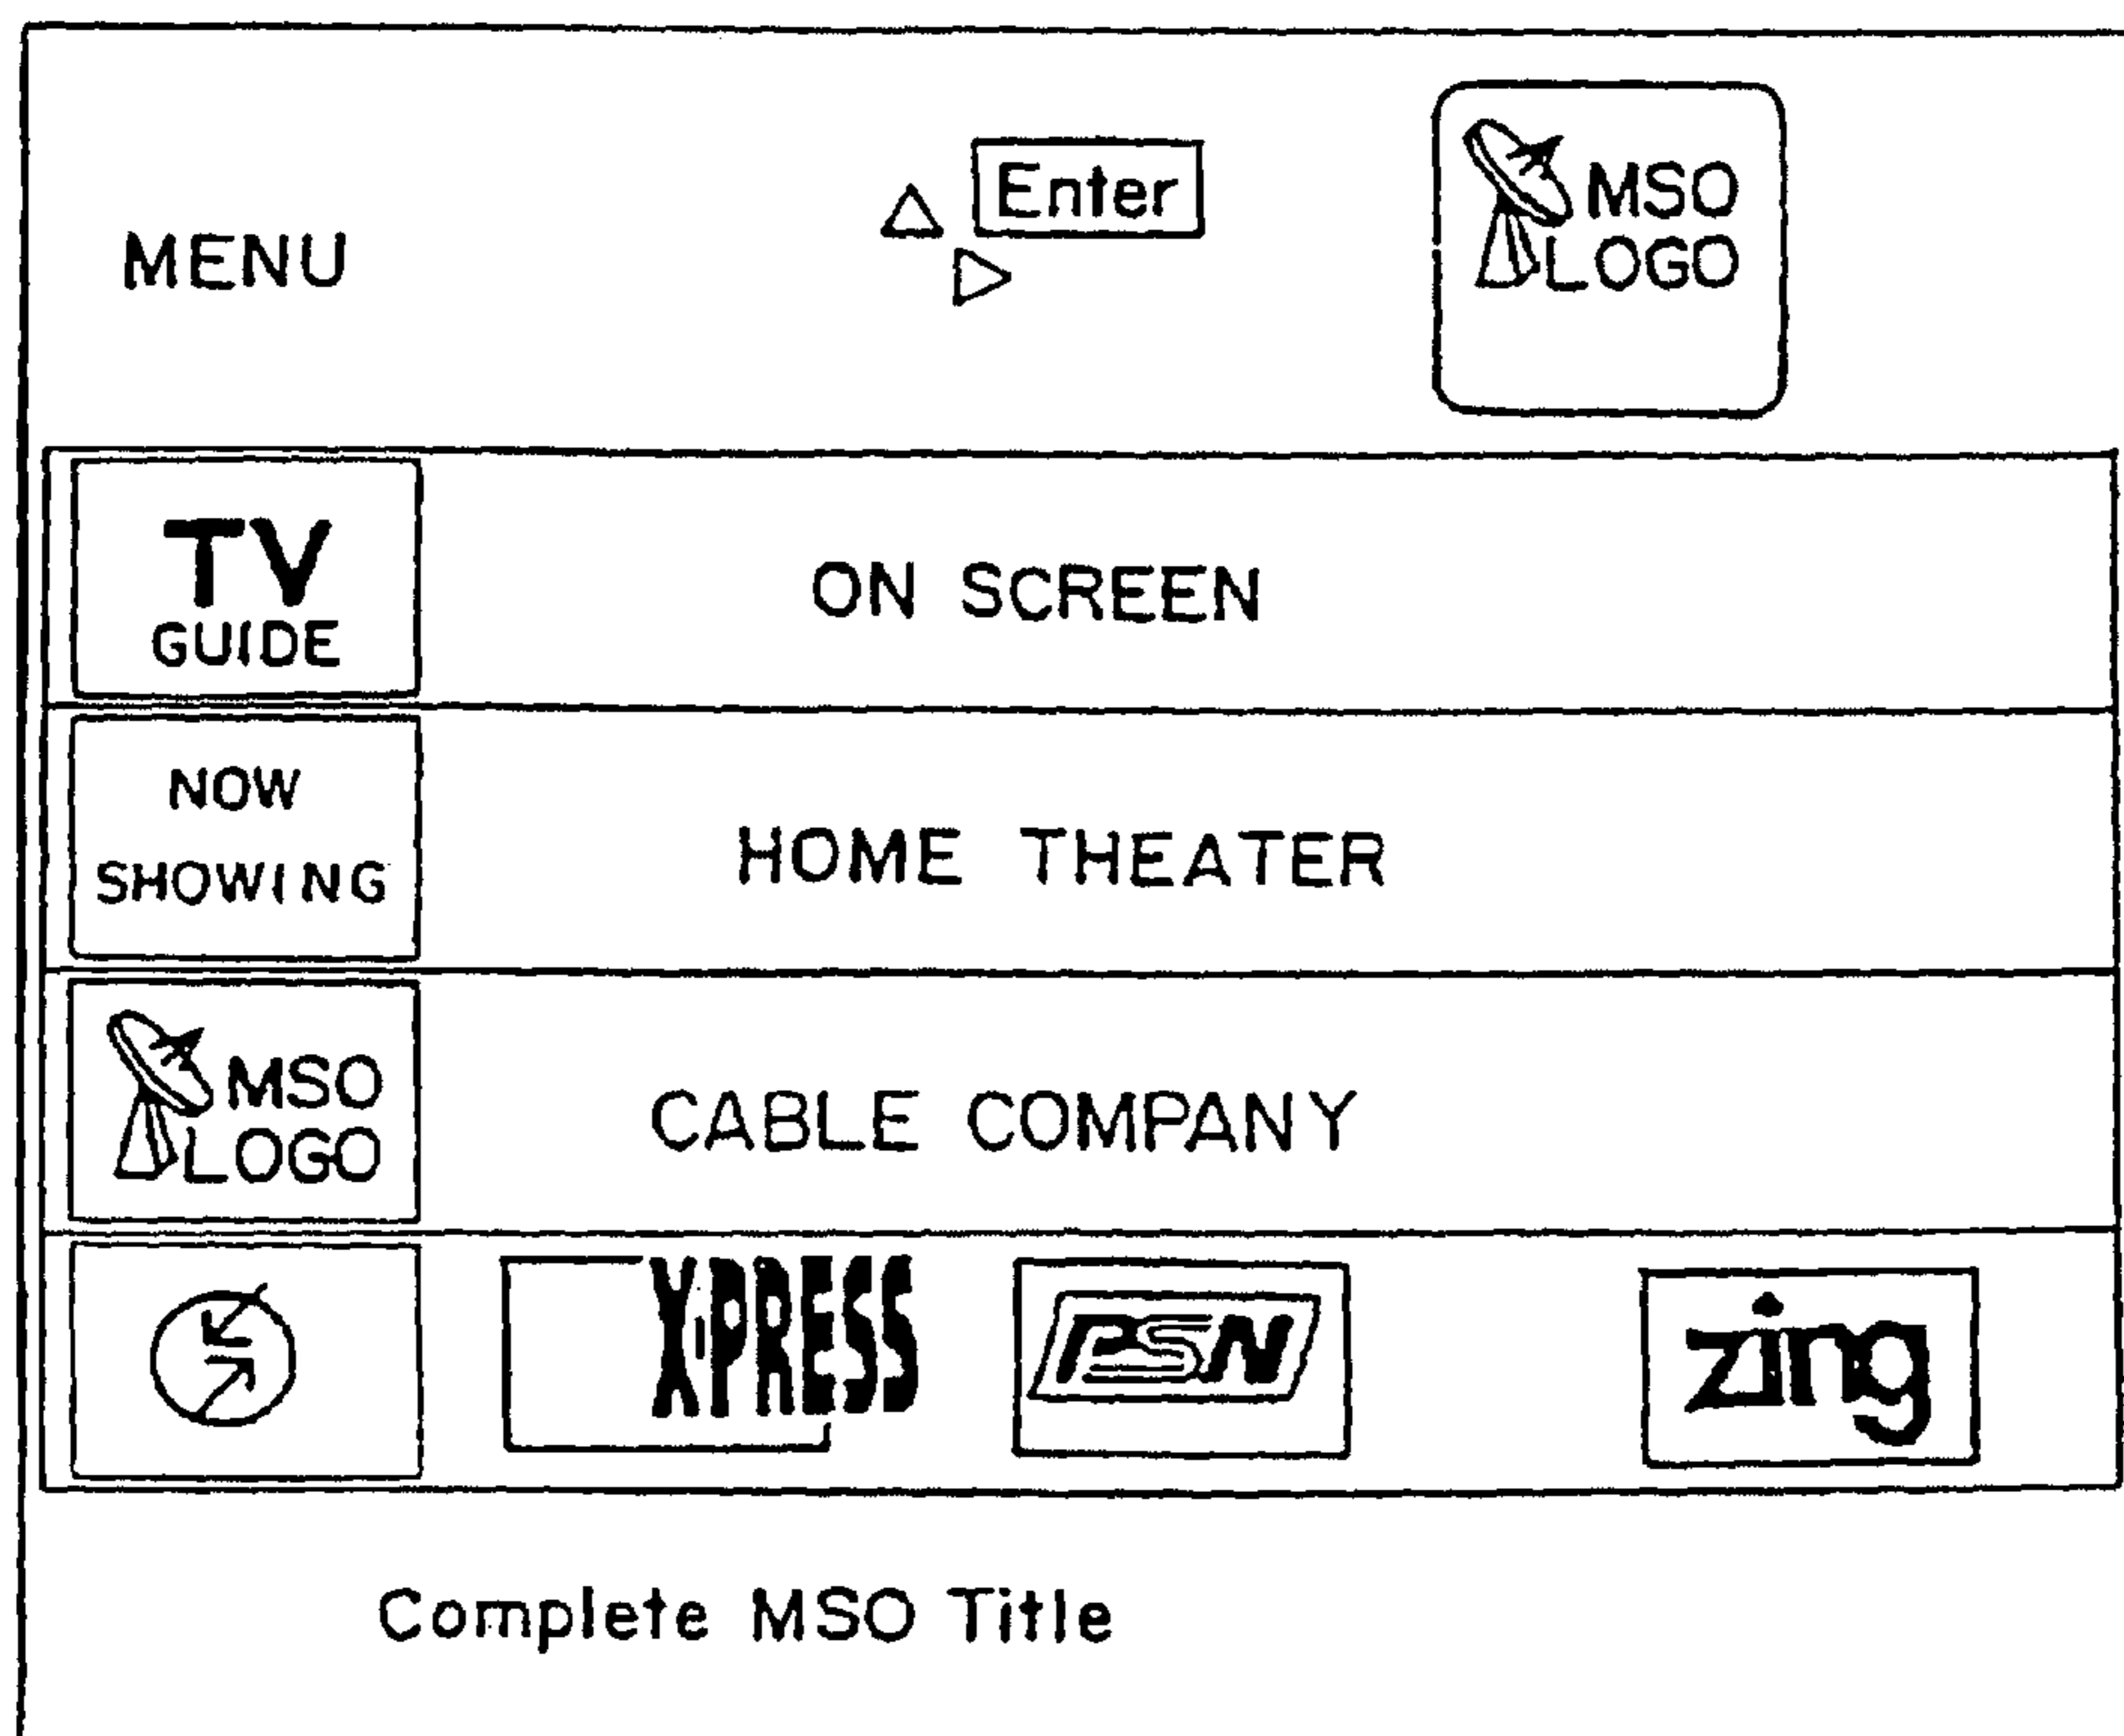 MENU
Enter
MSO
LOGO
TV
GUIDE
ON SCREEN
NOW
SHOWING
HOME THEATER
MSO
LOGO
CABLE COMPANY
X·PRESS
PSN
zing
Complete MSO Title